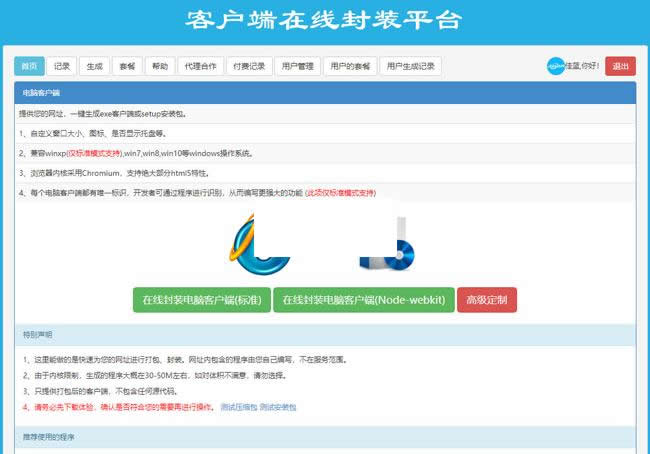 客户端在线封装平台
首页 记录 生成 套餐 帮助 代理合作 付费记录 用户管理 用户的套餐 用户生成记录 佳蓝,你好! 退出
电脑客户端
提供您的网址，一键生成exe客户端或setup安装包。
1、自定义窗口大小、图标、是否显示托盘等。
2、兼容winxp(仅标准模式支持),win7,win8,win10等windows操作系统。
3、浏览器内核采用Chromium，支持绝大部分html5特性。
4、每个电脑客户端都有唯一标识，开发者可通过程序进行识别，从而编写更强大的功能 (此项仅标准模式支持)
在线封装电脑客户端(标准) 在线封装电脑客户端(Node-webkit) 高级定制
特别声明
1、这里能做的是快速为您的网址进行打包、封装。网址内包含的程序由您自己编写，不在服务范围。
2、由于内核限制，生成的程序大概在30-50M左右，如对体积不满意，请勿选择。
3、只提供打包后的客户端，不包含任何源代码。
4、请务必先下载体验，确认是否符合您的需要再进行操作。 测试压缩包 测试安装包
推荐使用的程序